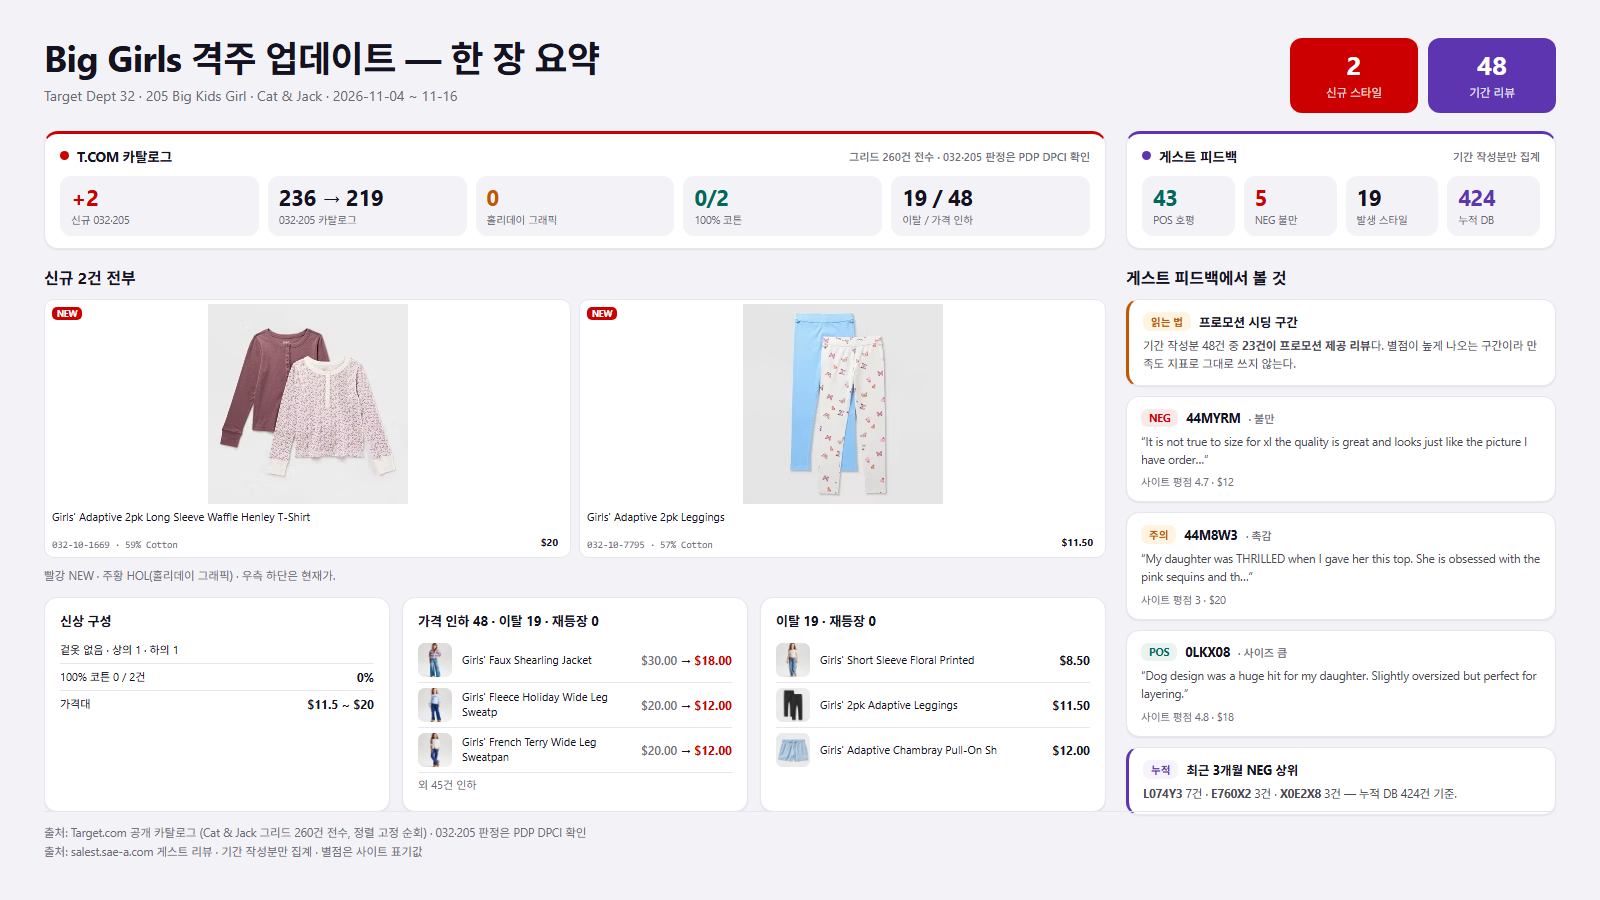 Big Girls 격주 업데이트 — 한 장 요약
Target Dept 32 · 205 Big Kids Girl · Cat & Jack · 2026-11-04 ~ 11-16
2
신규 스타일
48
기간 리뷰
T.COM 카탈로그
그리드 260건 전수 · 032-205 판정은 PDP DPCI 확인
+2
신규 032-205
236 → 219
032-205 카탈로그
0
홀리데이 그래픽
0/2
100% 코튼
19 / 48
이탈 / 가격 인하
게스트 피드백
기간 작성분만 집계
43
POS 호평
5
NEG 불만
19
발생 스타일
424
누적 DB
신규 2건 전부
NEW
Girls' Adaptive 2pk Long Sleeve Waffle Henley T-Shirt
032-10-1669 · 59% Cotton
$20
NEW
Girls' Adaptive 2pk Leggings
032-10-7795 · 57% Cotton
$11.50
빨강 NEW · 주황 HOL(홀리데이 그래픽) · 우측 하단은 현재가.
신상 구성
겉옷 없음 · 상의 1 · 하의 1
100% 코튼 0 / 2건
0%
가격대
$11.5 ~ $20
가격 인하 48 · 이탈 19 · 재등장 0
Girls' Faux Shearling Jacket
$30.00 → $18.00
Girls' Fleece Holiday Wide Leg
Sweatp
$20.00 → $12.00
Girls' French Terry Wide Leg
Sweatpan
$20.00 → $12.00
외 45건 인하
이탈 19 · 재등장 0
Girls' Short Sleeve Floral Printed
$8.50
Girls' 2pk Adaptive Leggings
$11.50
Girls' Adaptive Chambray Pull-On Sh
$12.00
게스트 피드백에서 볼 것
읽는 법 프로모션 시딩 구간
기간 작성분 48건 중 23건이 프로모션 제공 리뷰다. 별점이 높게 나오는 구간이라 만
족도 지표로 그대로 쓰지 않는다.
NEG 44MYRM · 불만
“It is not true to size for xl the quality is great and looks just like the picture I
have order...”
사이트 평점 4.7 · $12
주의 44M8W3 · 촉감
“My daughter was THRILLED when I gave her this top. She is obsessed with the
pink sequins and th...”
사이트 평점 3 · $20
POS 0LKX08 · 사이즈 큼
“Dog design was a huge hit for my daughter. Slightly oversized but perfect for
layering.”
사이트 평점 4.8 · $18
누적 최근 3개월 NEG 상위
L074Y3 7건 · E760X2 3건 · X0E2X8 3건 — 누적 DB 424건 기준.
출처: Target.com 공개 카탈로그 (Cat & Jack 그리드 260건 전수, 정렬 고정 순회) · 032-205 판정은 PDP DPCI 확인
출처: salest.sae-a.com 게스트 리뷰 · 기간 작성분만 집계 · 별점은 사이트 표기값